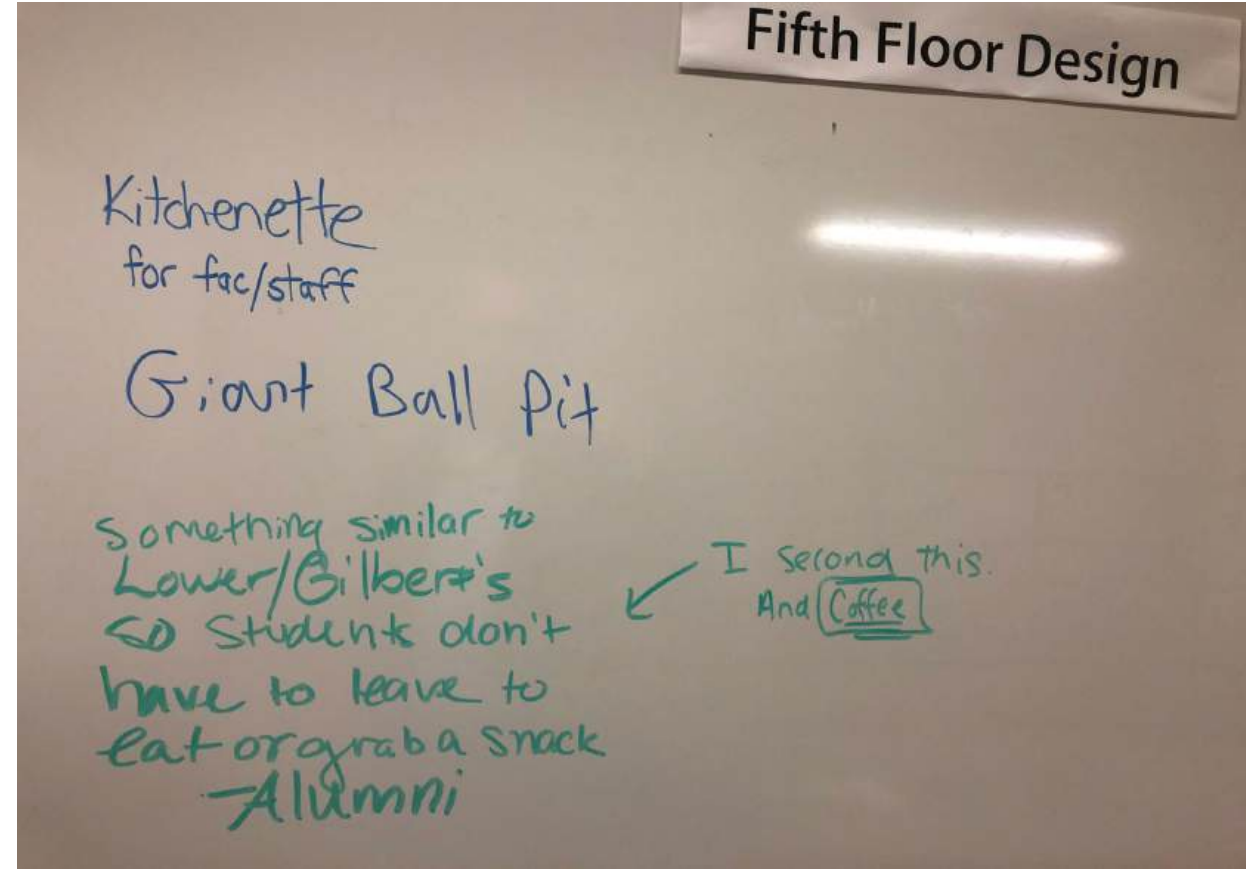 Fifth Floor Design
Kitchenette
for fac/staff
Giant Ball Pit
Something similar to
Lower/Gilbert's
so Students don't
have to leave to
eat or grab a snack
-Alumni
I second this.
And Coffee